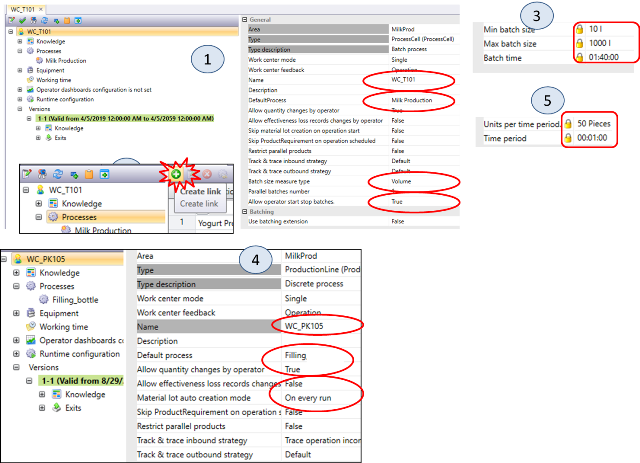 WC_T101 ×
WC_T101
Knowledge
Processes
Milk Production
Equipment
Working time
Operator dashboards configuration is not set
Runtime configuration
Versions
1-1 (Valid from 4/5/2019 12:00:00 AM to 4/5/2059 12:00:00 AM)
Knowledge
Exits
1
General
Area MilkProd
Type ProcessCell (ProcessCell)
Type description Batch process
Work center mode Single
Work center feedback Operation
Name WC_T101
Description
DefaultProcess Milk Production
Allow quantity changes by operator True
Allow effectiveness loss records changes by operator False
Skip material lot creation on operation start False
Skip ProductRequirement on operation scheduled False
Restrict parallel products False
Track & trace inbound strategy Default
Track & trace outbound strategy Default
Batch size measure type Volume
Parallel batches number
Allow operator start stop batches. True
Batching
Use batching extension False
3
Min batch size 10 l
Max batch size 1000 l
Batch time 01:40:00
5
Units per time period. 50 Pieces
Time period 00:01:00
WC_T101
Knowledge
Processes
Milk Production
Create link
Create link
1 Yogurt Pr
4
WC_PK105
Knowledge
Processes
Filling_bottle
Equipment
Working time
Operator dashboards co
Runtime configuration
Versions
1-1 (Valid from 8/29/
Knowledge
Exits
Area MilkProd
Type ProductionLine (Prod
Type description Discrete process
Work center mode Single
Work center feedback Operation
Name WC_PK105
Description
Default process Filling
Allow quantity changes by operator True
Allow effectiveness loss records changes False
Material lot auto creation mode On every run
Skip ProductRequirement on operation s False
Restrict parallel products False
Track & trace inbound strategy Trace operation incom
Track & trace outbound strategy Default